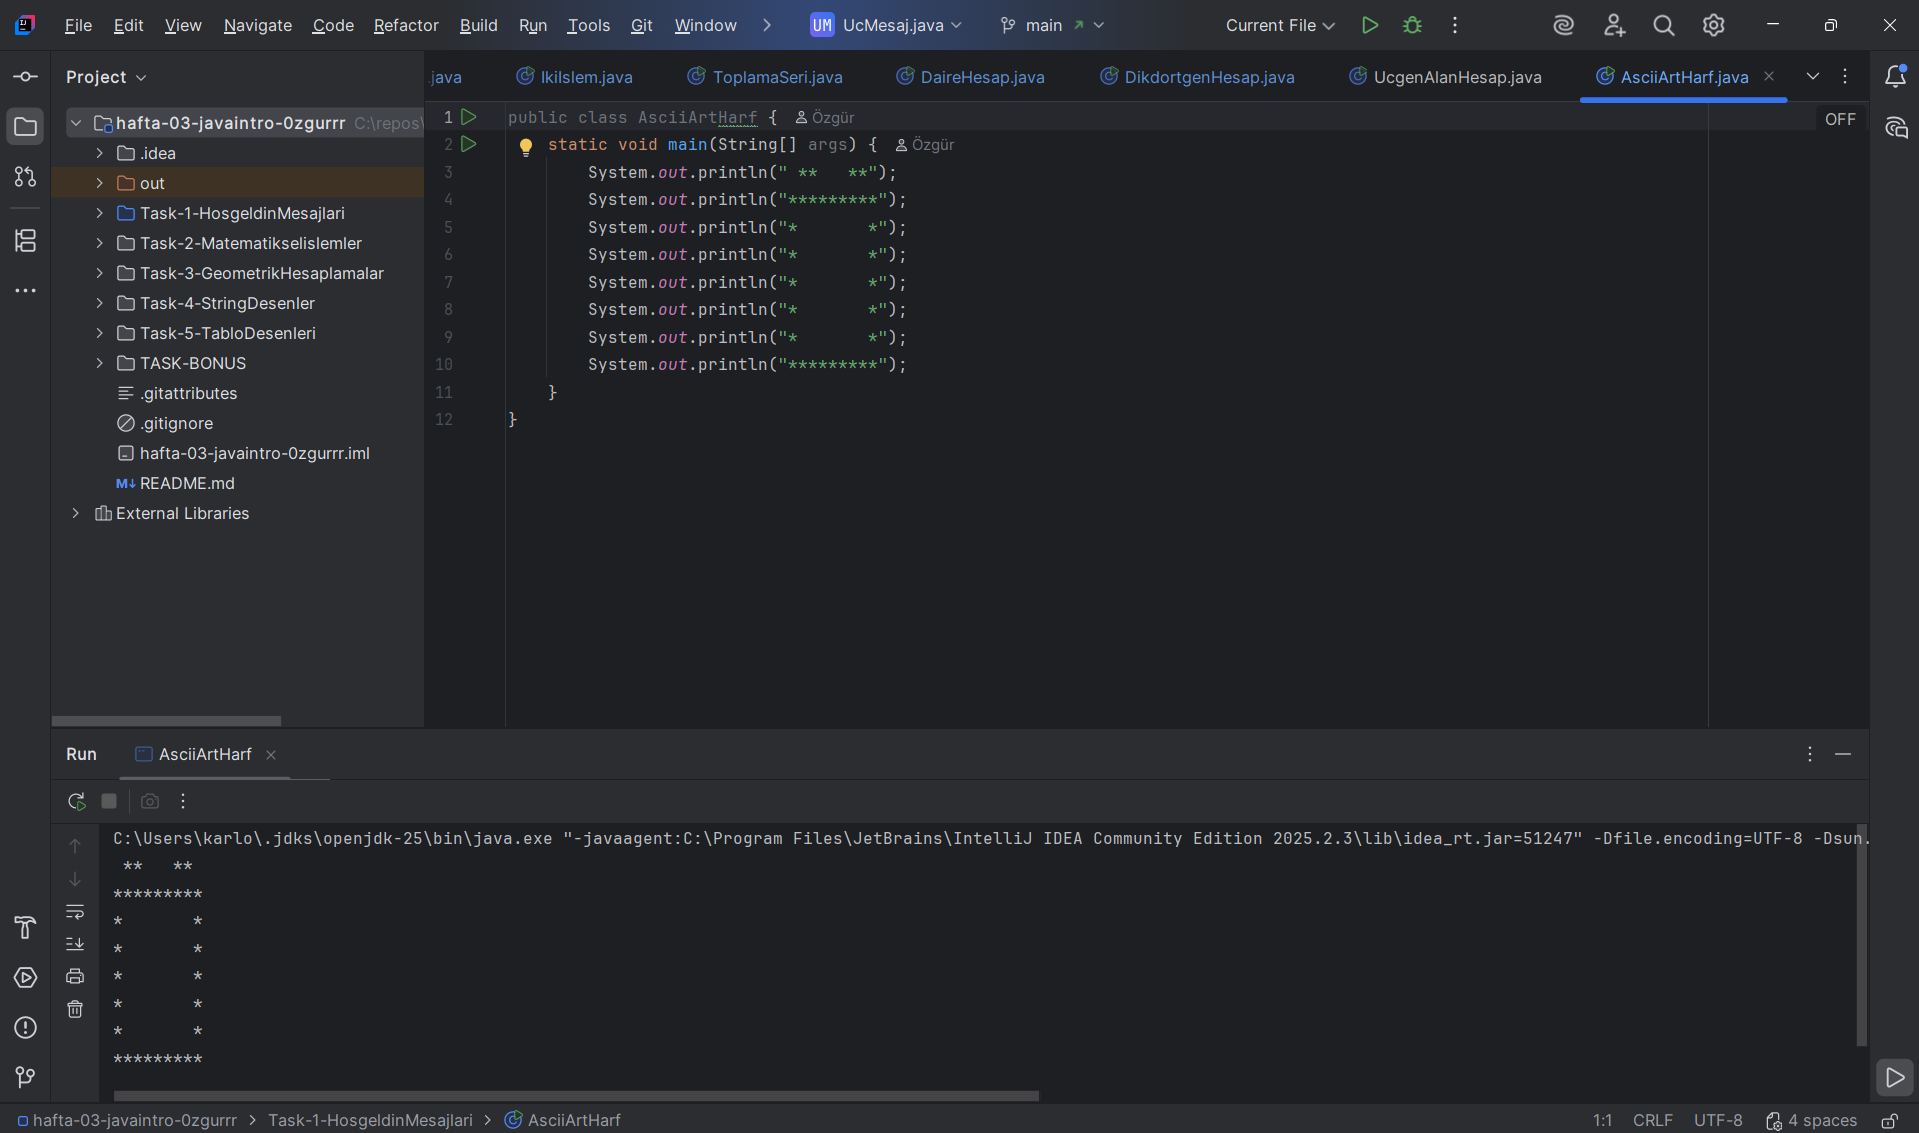 File Edit View Navigate Code Refactor Build Run Tools Git Window UM UcMesaj.java main Current File
Project
.java IkiIslem.java ToplamaSeri.java DaireHesap.java DikdortgenHesap.java UcgenAlanHesap.java AsciiArtHarf.java
hafta-03-javaintro-0zgurrr C:\repos\
.idea
out
Task-1-HosgeldinMesajlari
Task-2-Matematikselislemler
Task-3-GeometrikHesaplamalar
Task-4-StringDesenler
Task-5-TabloDesenleri
TASK-BONUS
.gitattributes
.gitignore
hafta-03-javaintro-0zgurrr.iml
M↓ README.md
External Libraries
OFF
1 public class AsciiArtHarf { Özgür
2     static void main(String[] args) { Özgür
3         System.out.println(" **   **");
4         System.out.println("*********");
5         System.out.println("*       *");
6         System.out.println("*       *");
7         System.out.println("*       *");
8         System.out.println("*       *");
9         System.out.println("*       *");
10         System.out.println("*********");
11     }
12 }
Run AsciiArtHarf
C:\Users\karlo\.jdks\openjdk-25\bin\java.exe "-javaagent:C:\Program Files\JetBrains\IntelliJ IDEA Community Edition 2025.2.3\lib\idea_rt.jar=51247" -Dfile.encoding=UTF-8 -Dsun.
 **   **
*********
*       *
*       *
*       *
*       *
*       *
*********
hafta-03-javaintro-0zgurrr > Task-1-HosgeldinMesajlari > AsciiArtHarf 1:1 CRLF UTF-8 4 spaces